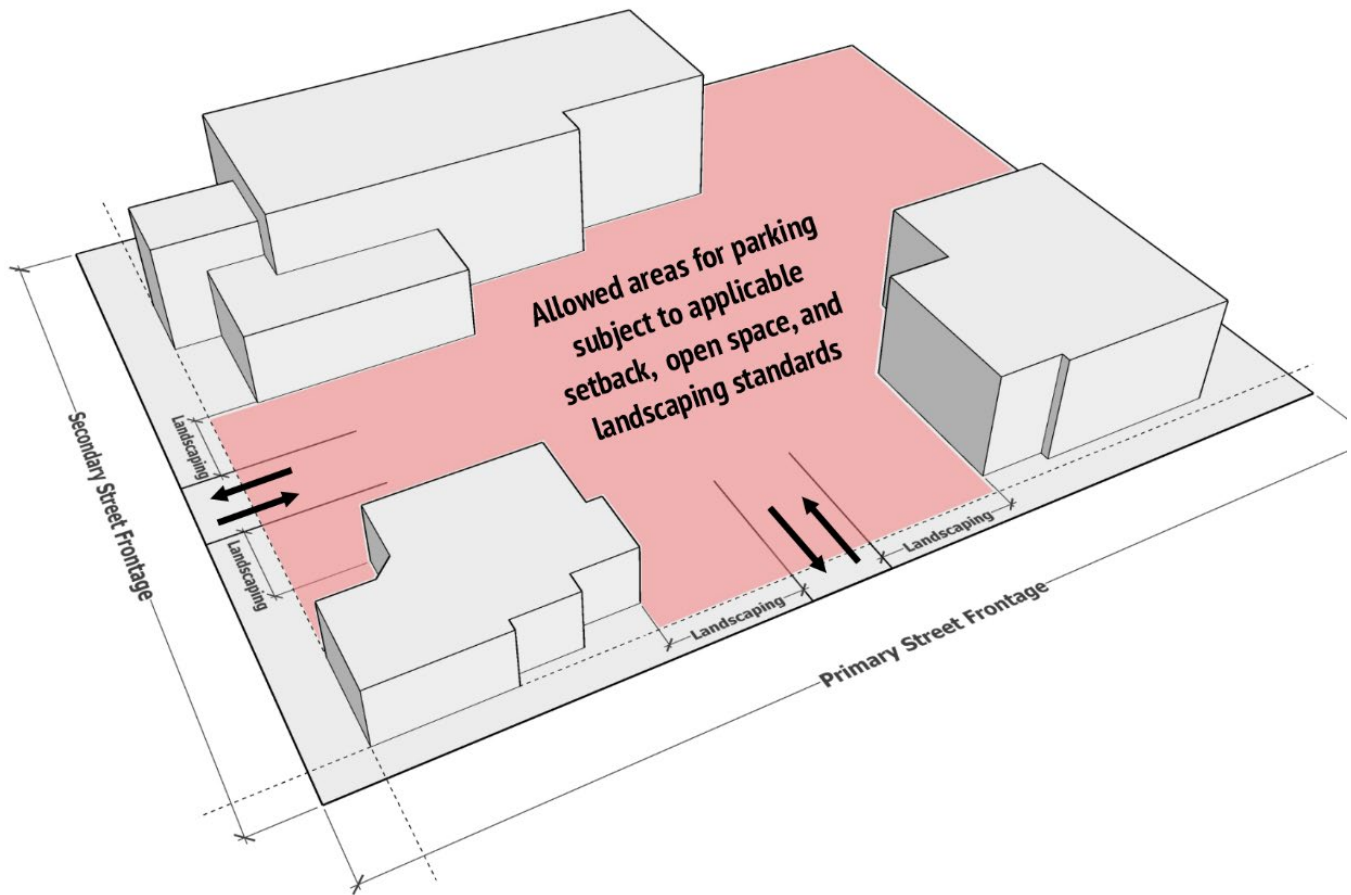 Allowed areas for parking
subject to applicable
setback, open space, and
landscaping standards
Landscaping
Landscaping
Secondary Street Frontage
Landscaping
Landscaping
Primary Street Frontage